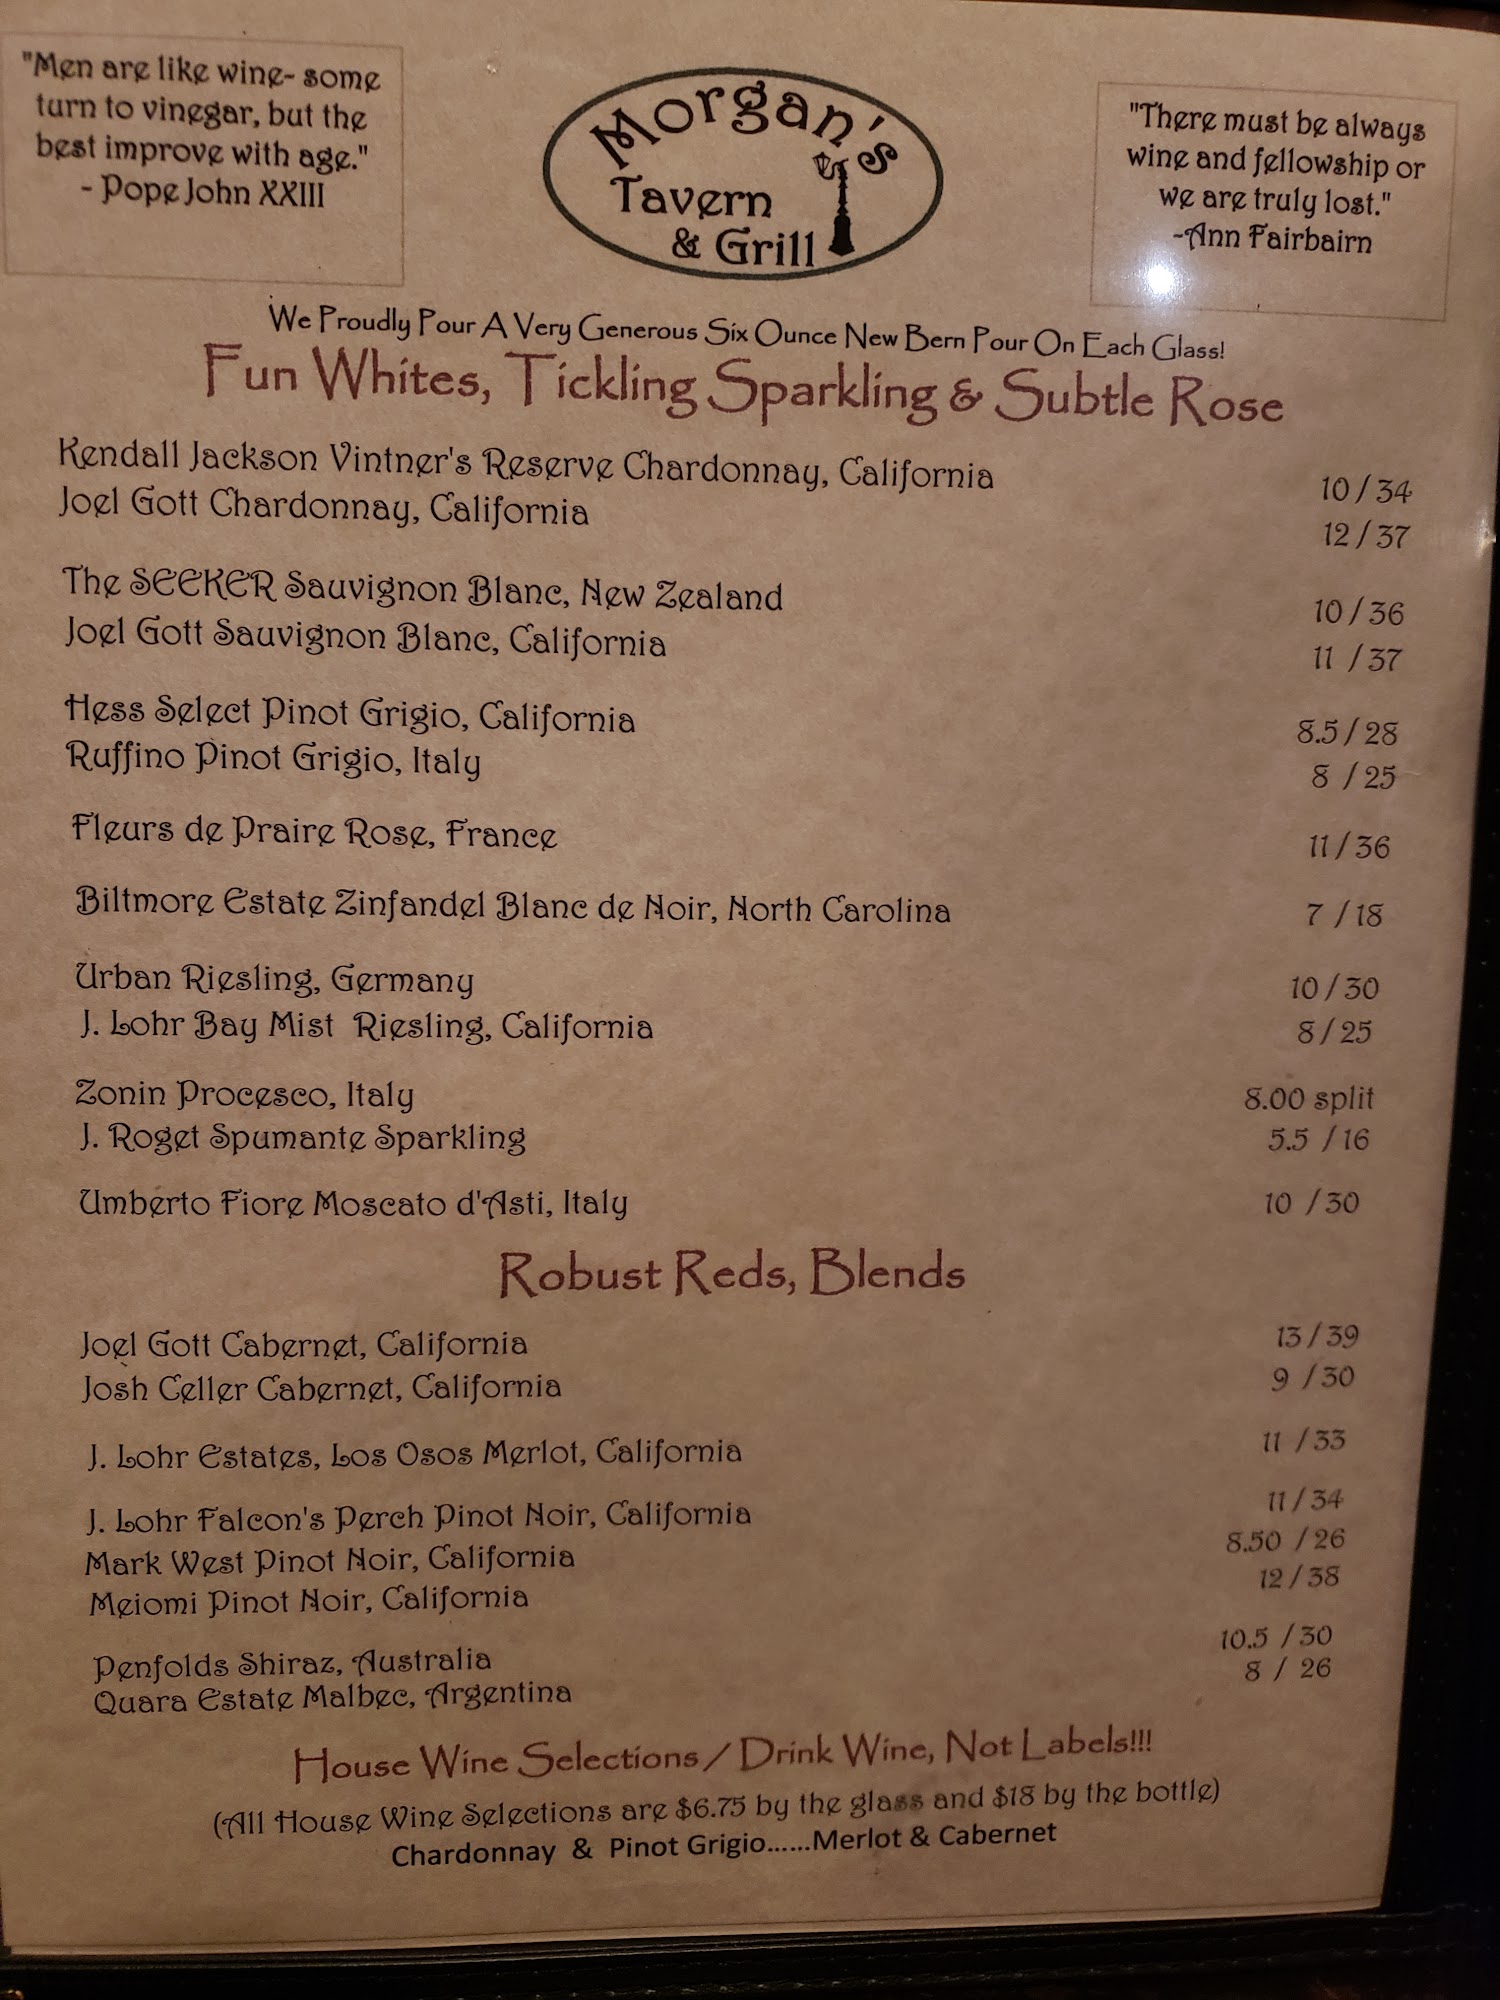 "Men are like wine- some
turn to vinegar, but the
best improve with age."
- Pope John XXIII
Morgan's
Tavern
& Grill
"There must be always
wine and fellowship or
we are truly lost."
-Ann Fairbairn
We Proudly Pour A Very Generous Six Ounce New Bern Pour On Each Glass!
Fun Whites, Tickling Sparkling & Subtle Rose
Kendall Jackson Vintner's Reserve Chardonnay, California 10 / 34
Joel Gott Chardonnay, California 12 / 37
The SEEKER Sauvignon Blanc, New Zealand 10 / 36
Joel Gott Sauvignon Blanc, California 11 / 37
Hess Select Pinot Grigio, California 8.5 / 28
Ruffino Pinot Grigio, Italy 8 / 25
Fleurs de Praire Rose, France 11 / 36
Biltmore Estate Zinfandel Blanc de Noir, North Carolina 7 / 18
Urban Riesling, Germany 10 / 30
J. Lohr Bay Mist Riesling, California 8 / 25
Zonin Procesco, Italy 8.00 split
J. Roget Spumante Sparkling 5.5 / 16
Umberto Fiore Moscato d'Asti, Italy 10 / 30
Robust Reds, Blends
Joel Gott Cabernet, California 13 / 39
Josh Celler Cabernet, California 9 / 30
J. Lohr Estates, Los Osos Merlot, California 11 / 33
J. Lohr Falcon's Perch Pinot Noir, California 11 / 34
Mark West Pinot Noir, California 8.50 / 26
Meiomi Pinot Noir, California 12 / 38
Penfolds Shiraz, Australia 10.5 / 30
Quara Estate Malbec, Argentina 8 / 26
House Wine Selections / Drink Wine, Not Labels!!!
(All House Wine Selections are $6.75 by the glass and $18 by the bottle)
Chardonnay & Pinot Grigio......Merlot & Cabernet